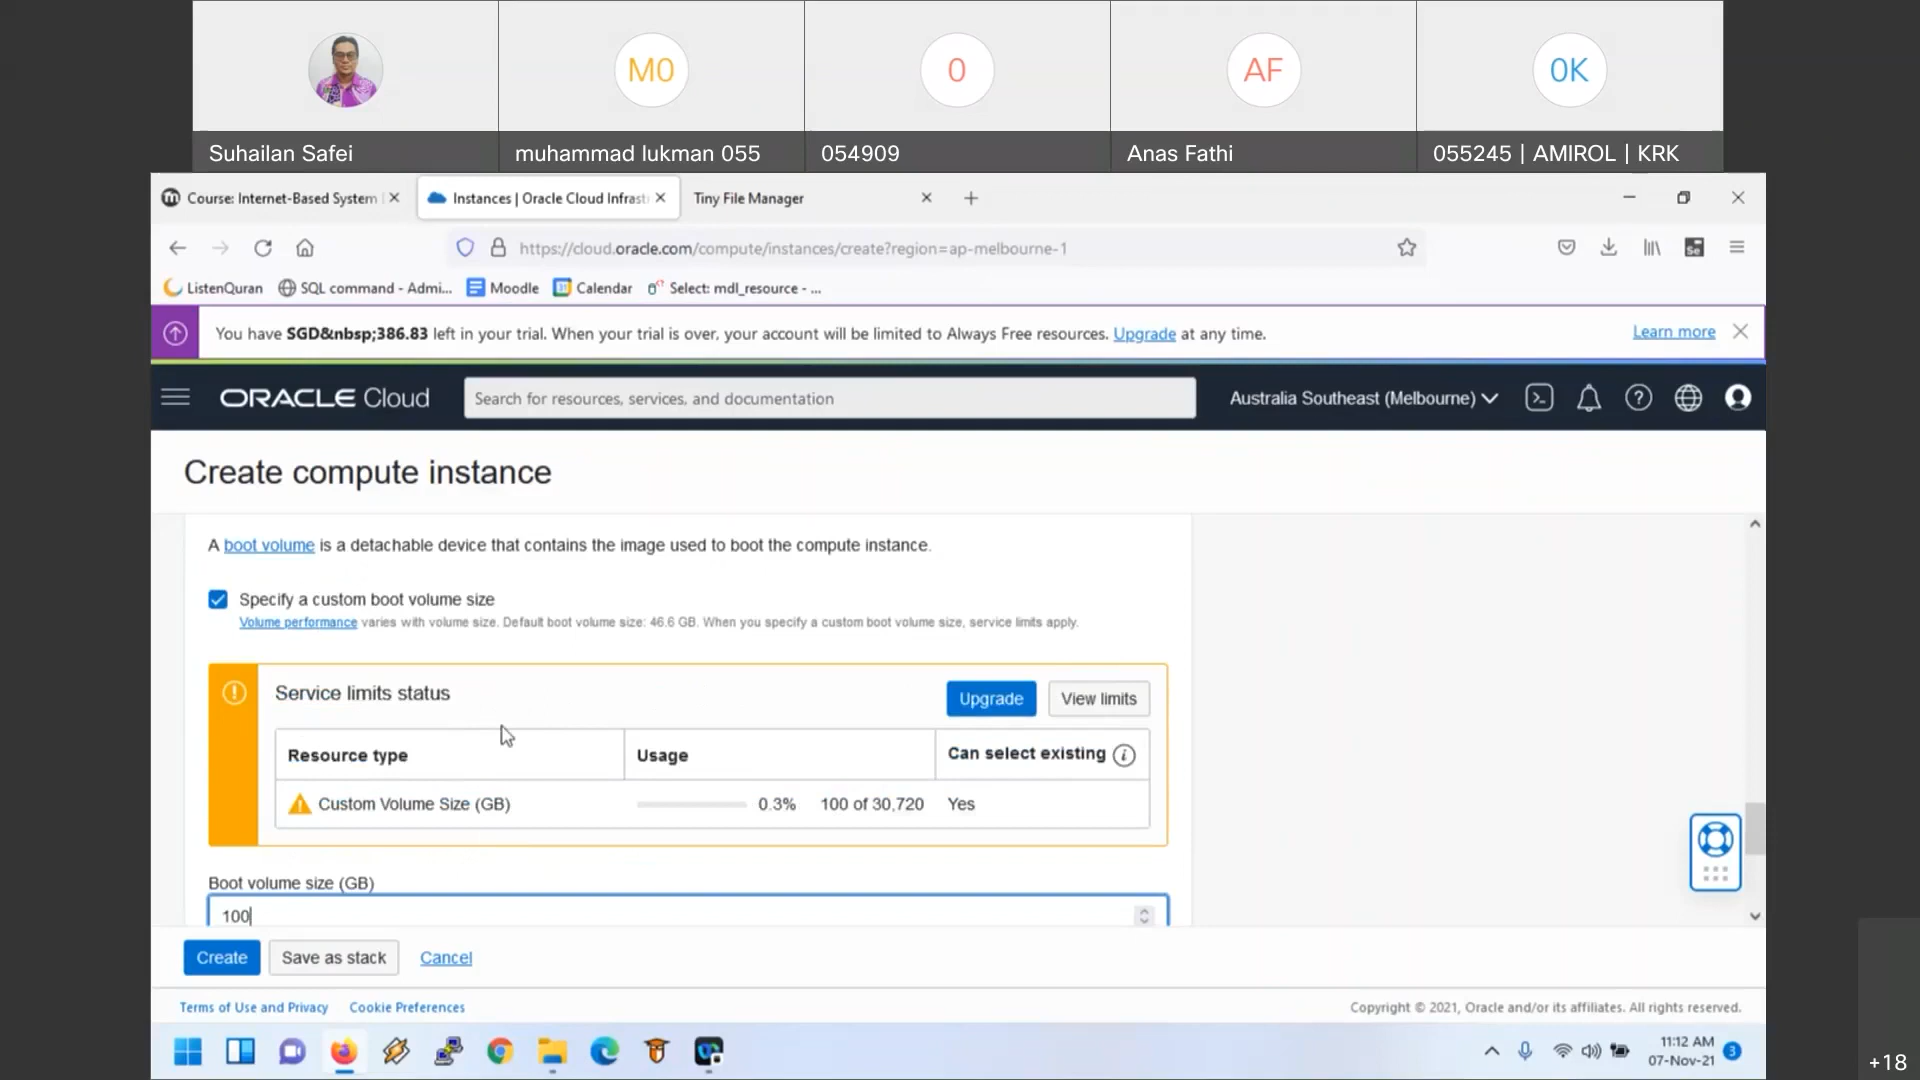 M0
0
AF
0K
Suhailan Safei
muhammad lukman 055
054909
Anas Fathi
055245 | AMIROL | KRK
Course: Internet-Based System
Instances | Oracle Cloud Infrast
Tiny File Manager
https://cloud.oracle.com/compute/instances/create?region=ap-melbourne-1
ListenQuran
SQL command - Admi...
Moodle
Calendar
Select: mdl_resource - ...
You have SGD&nbsp;386.83 left in your trial. When your trial is over, your account will be limited to Always Free resources. Upgrade at any time.
Learn more
ORACLE Cloud
Search for resources, services, and documentation
Australia Southeast (Melbourne)
Create compute instance
A boot volume is a detachable device that contains the image used to boot the compute instance.
Specify a custom boot volume size
Volume performance varies with volume size. Default boot volume size: 46.6 GB. When you specify a custom boot volume size, service limits apply.
Service limits status
Upgrade
View limits
Resource type
Usage
Can select existing
Custom Volume Size (GB)
0.3%
100 of 30,720
Yes
Boot volume size (GB)
100
Create
Save as stack
Cancel
Terms of Use and Privacy
Cookie Preferences
Copyright © 2021, Oracle and/or its affiliates. All rights reserved.
11:12 AM
07-Nov-21
3
+18